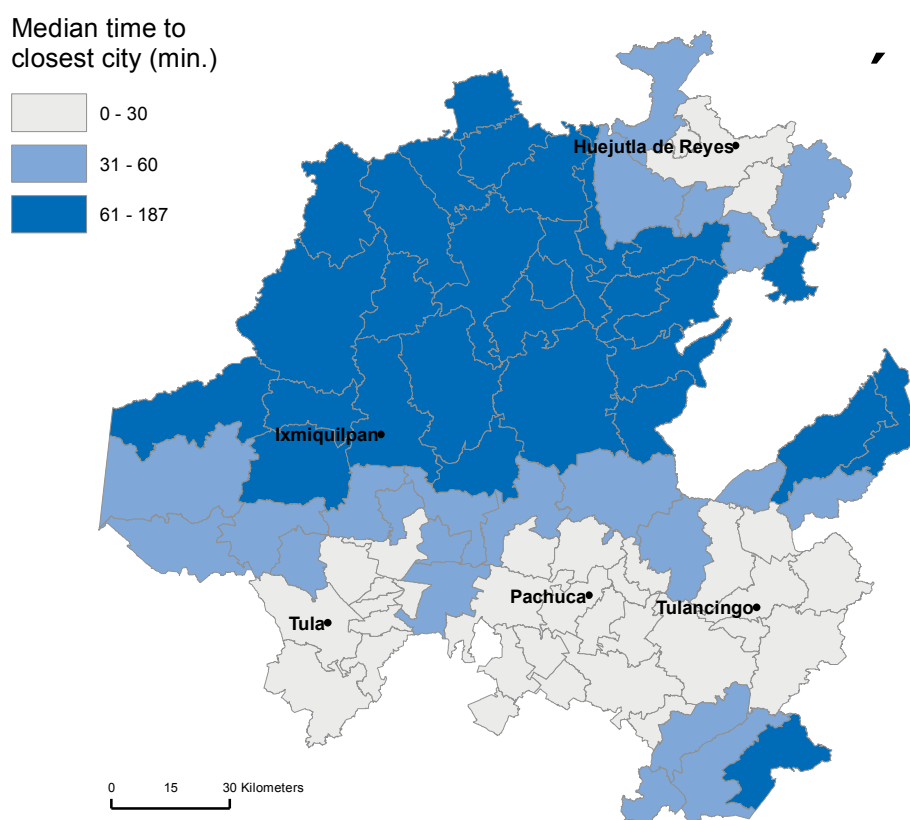 Median time to
closest city (min.)
0 - 30
31 - 60
61 - 187
Huejutla de Reyes
Ixmiquilpan
Pachuca
Tulancingo
Tula
0 15 30 Kilometers